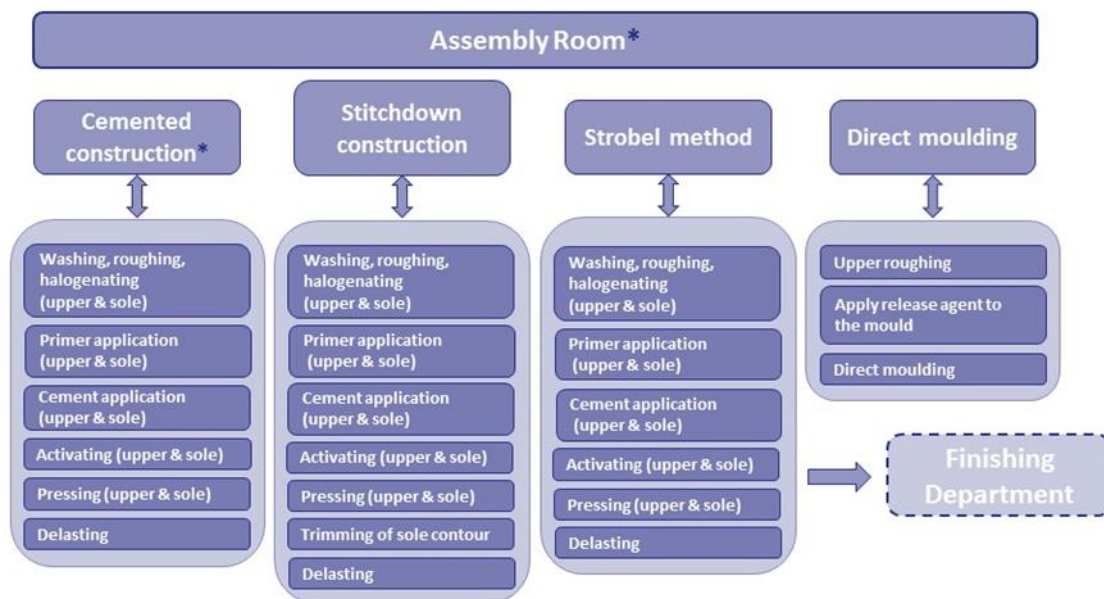 Assembly Room*
Cemented
construction*
Stitchdown
construction
Strobel method
Direct moulding
Washing, roughing,
halogenating
(upper & sole)
Primer application
(upper & sole)
Cement application
(upper & sole)
Activating (upper & sole)
Pressing (upper & sole)
Delasting
Washing, roughing,
halogenating
(upper & sole)
Primer application
(upper & sole)
Cement application
(upper & sole)
Activating (upper & sole)
Pressing (upper & sole)
Trimming of sole contour
Delasting
Washing, roughing,
halogenating
(upper & sole)
Primer application
(upper & sole)
Cement application
(upper & sole)
Activating (upper & sole)
Pressing (upper & sole)
Delasting
Upper roughing
Apply release agent to
the mould
Direct moulding
Finishing
Department